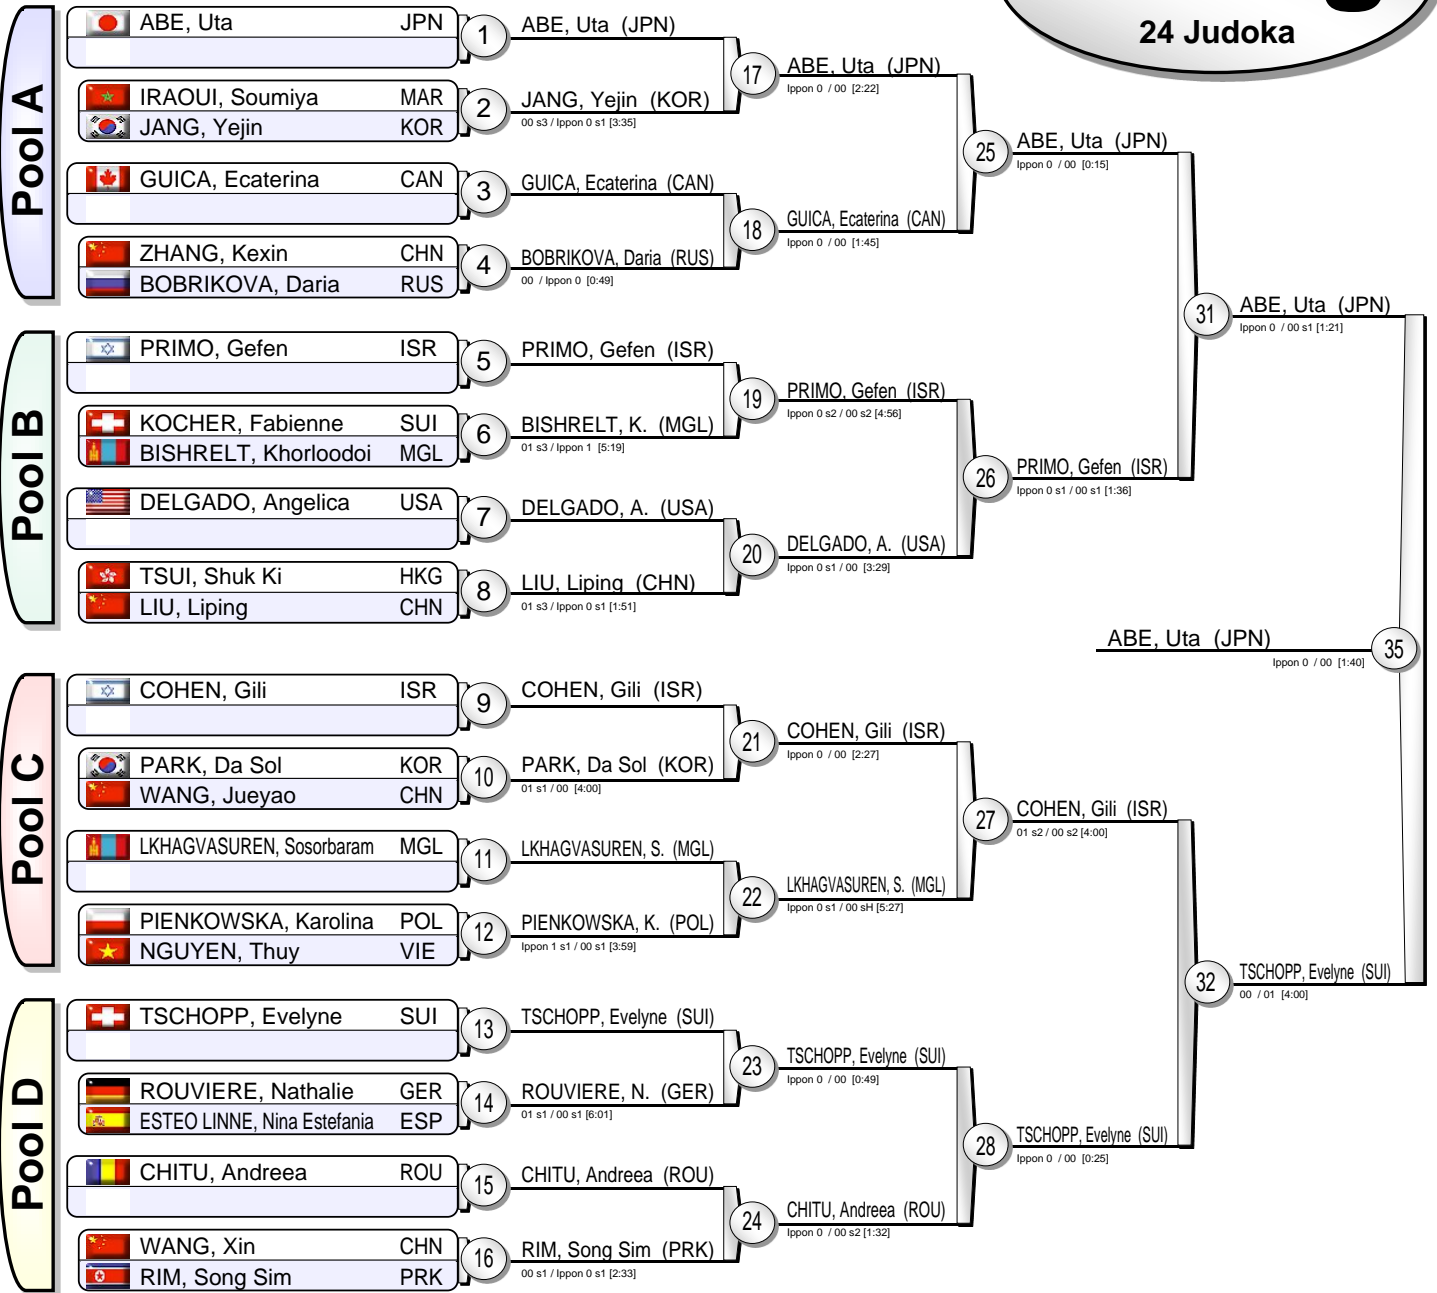 24 Judoka
Pool A
ABE, Uta JPN
1
ABE, Uta (JPN)
IRAOUI, Soumiya MAR
JANG, Yejin KOR
2
JANG, Yejin (KOR)
00 s3 / Ippon 0 s1 [3:35]
17
ABE, Uta (JPN)
Ippon 0 / 00 [2:22]
GUICA, Ecaterina CAN
3
GUICA, Ecaterina (CAN)
ZHANG, Kexin CHN
BOBRIKOVA, Daria RUS
4
BOBRIKOVA, Daria (RUS)
00 / Ippon 0 [0:49]
18
GUICA, Ecaterina (CAN)
Ippon 0 / 00 [1:45]
25
ABE, Uta (JPN)
Ippon 0 / 00 [0:15]
Pool B
PRIMO, Gefen ISR
5
PRIMO, Gefen (ISR)
KOCHER, Fabienne SUI
BISHRELT, Khorloodoi MGL
6
BISHRELT, K. (MGL)
01 s3 / Ippon 1 [5:19]
19
PRIMO, Gefen (ISR)
Ippon 0 s2 / 00 s2 [4:56]
DELGADO, Angelica USA
7
DELGADO, A. (USA)
TSUI, Shuk Ki HKG
LIU, Liping CHN
8
LIU, Liping (CHN)
01 s3 / Ippon 0 s1 [1:51]
20
DELGADO, A. (USA)
Ippon 0 s1 / 00 [3:29]
26
PRIMO, Gefen (ISR)
Ippon 0 s1 / 00 s1 [1:36]
31
ABE, Uta (JPN)
Ippon 0 / 00 s1 [1:21]
ABE, Uta (JPN)
Ippon 0 / 00 [1:40]
35
Pool C
COHEN, Gili ISR
9
COHEN, Gili (ISR)
PARK, Da Sol KOR
WANG, Jueyao CHN
10
PARK, Da Sol (KOR)
01 s1 / 00 [4:00]
21
COHEN, Gili (ISR)
Ippon 0 / 00 [2:27]
LKHAGVASUREN, Sosorbaram MGL
11
LKHAGVASUREN, S. (MGL)
PIENKOWSKA, Karolina POL
NGUYEN, Thuy VIE
12
PIENKOWSKA, K. (POL)
Ippon 1 s1 / 00 s1 [3:59]
22
LKHAGVASUREN, S. (MGL)
Ippon 0 s1 / 00 sH [5:27]
27
COHEN, Gili (ISR)
01 s2 / 00 s2 [4:00]
Pool D
TSCHOPP, Evelyne SUI
13
TSCHOPP, Evelyne (SUI)
ROUVIERE, Nathalie GER
ESTEO LINNE, Nina Estefania ESP
14
ROUVIERE, N. (GER)
01 s1 / 00 s1 [6:01]
23
TSCHOPP, Evelyne (SUI)
Ippon 0 / 00 [0:49]
CHITU, Andreea ROU
15
CHITU, Andreea (ROU)
WANG, Xin CHN
RIM, Song Sim PRK
16
RIM, Song Sim (PRK)
00 s1 / Ippon 0 s1 [2:33]
24
CHITU, Andreea (ROU)
Ippon 0 / 00 s2 [1:32]
28
TSCHOPP, Evelyne (SUI)
Ippon 0 / 00 [0:25]
32
TSCHOPP, Evelyne (SUI)
00 / 01 [4:00]